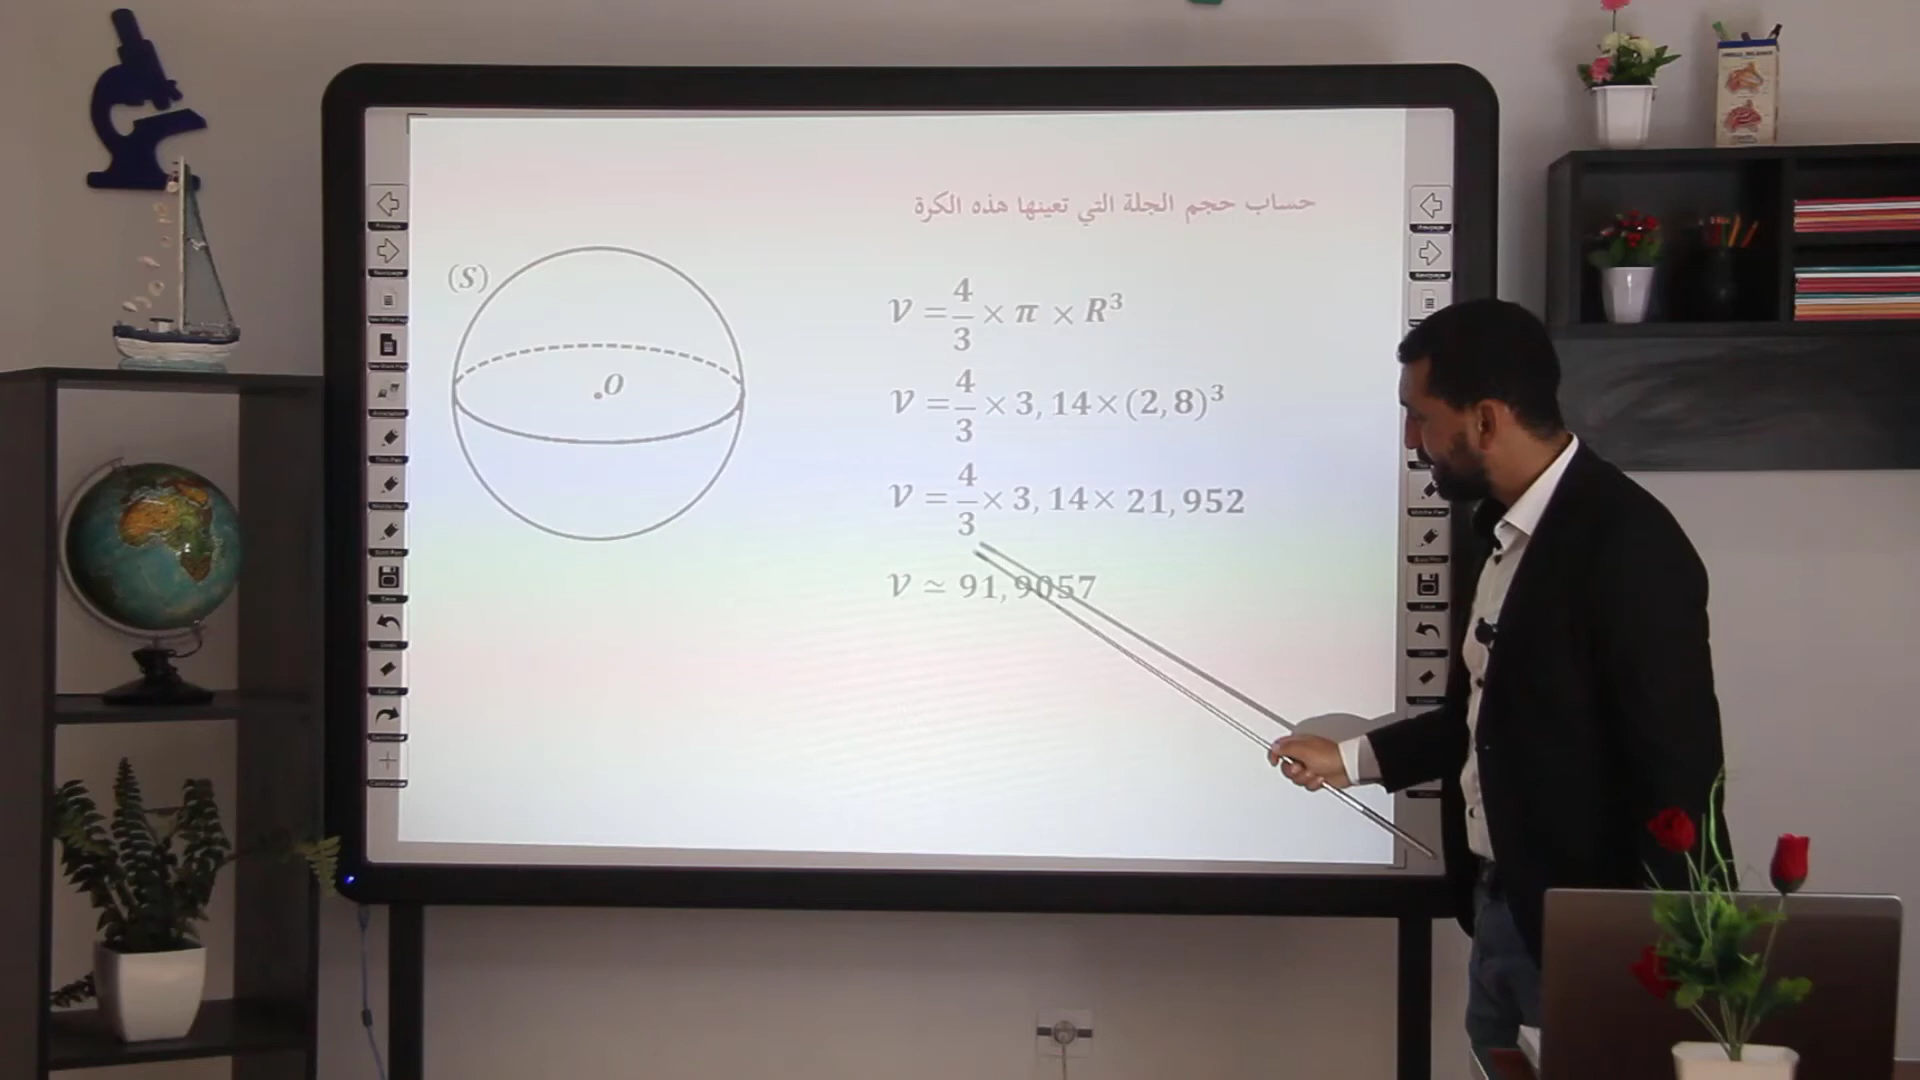 حساب حجم الجلة التي تعينها هذه الكرة
(S)
O
𝒱 = 4/3 × π × R³
𝒱 = 4/3 × 3,14 × (2,8)³
𝒱 = 4/3 × 3,14 × 21,952
𝒱 ≃ 91,9057